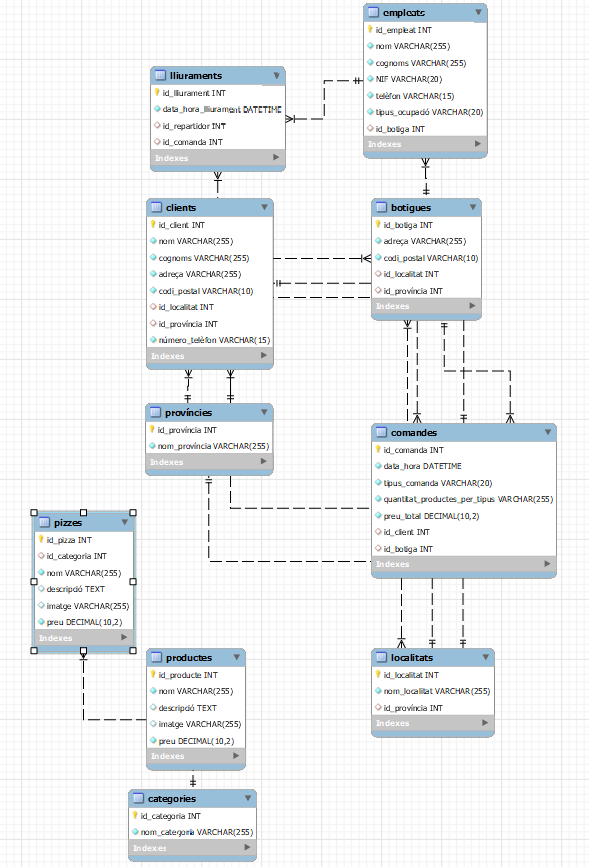 empleats
id_empleat INT
nom VARCHAR(255)
cognoms VARCHAR(255)
NIF VARCHAR(20)
telèfon VARCHAR(15)
tipus_ocupació VARCHAR(20)
id_botiga INT
Indexes
lliuraments
id_lliurament INT
data_hora_lliurament DATETIME
id_repartidor INT
id_comanda INT
Indexes
clients
id_client INT
nom VARCHAR(255)
cognoms VARCHAR(255)
adreça VARCHAR(255)
codi_postal VARCHAR(10)
id_localitat INT
id_província INT
número_telèfon VARCHAR(15)
Indexes
botigues
id_botiga INT
adreça VARCHAR(255)
codi_postal VARCHAR(10)
id_localitat INT
id_província INT
Indexes
províncies
id_província INT
nom_província VARCHAR(255)
Indexes
comandes
id_comanda INT
data_hora DATETIME
tipus_comanda VARCHAR(20)
quantitat_productes_per_tipus VARCHAR(255)
preu_total DECIMAL(10,2)
id_client INT
id_botiga INT
Indexes
pizzes
id_pizza INT
id_categoria INT
nom VARCHAR(255)
descripció TEXT
imatge VARCHAR(255)
preu DECIMAL(10,2)
Indexes
productes
id_producte INT
nom VARCHAR(255)
descripció TEXT
imatge VARCHAR(255)
preu DECIMAL(10,2)
Indexes
localitats
id_localitat INT
nom_localitat VARCHAR(255)
id_província INT
Indexes
categories
id_categoria INT
nom_categoria VARCHAR(255)
Indexes